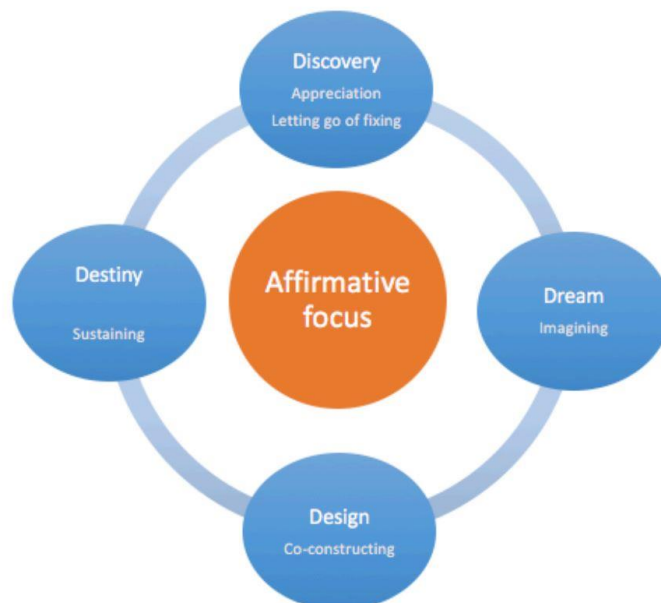 Discovery
Appreciation
Letting go of fixing
Affirmative
focus
Destiny
Sustaining
Dream
Imagining
Design
Co-constructing